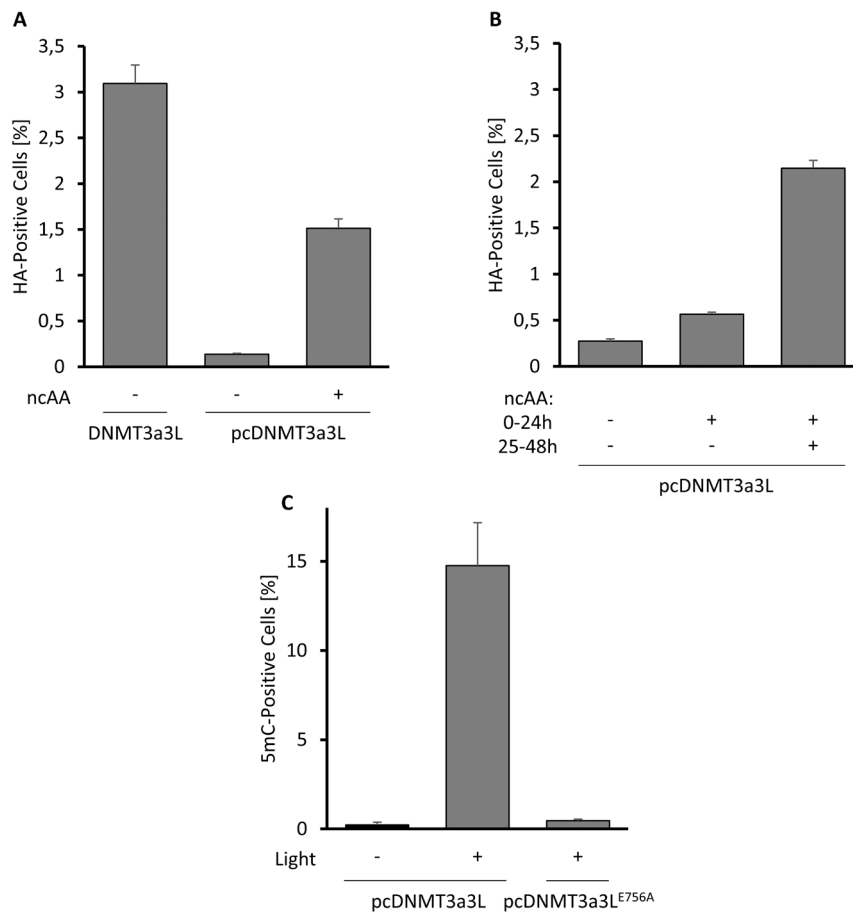 A
HA-Positive Cells [%]
3,5
3
2,5
2
1,5
1
0,5
0
ncAA - - +
DNMT3a3L pcDNMT3a3L
B
HA-Positive Cells [%]
3,5
3
2,5
2
1,5
1
0,5
0
ncAA:
0-24h - + +
25-48h - - +
pcDNMT3a3L
C
5mC-Positive Cells [%]
15
10
5
0
Light - + +
pcDNMT3a3L pcDNMT3a3L^E756A